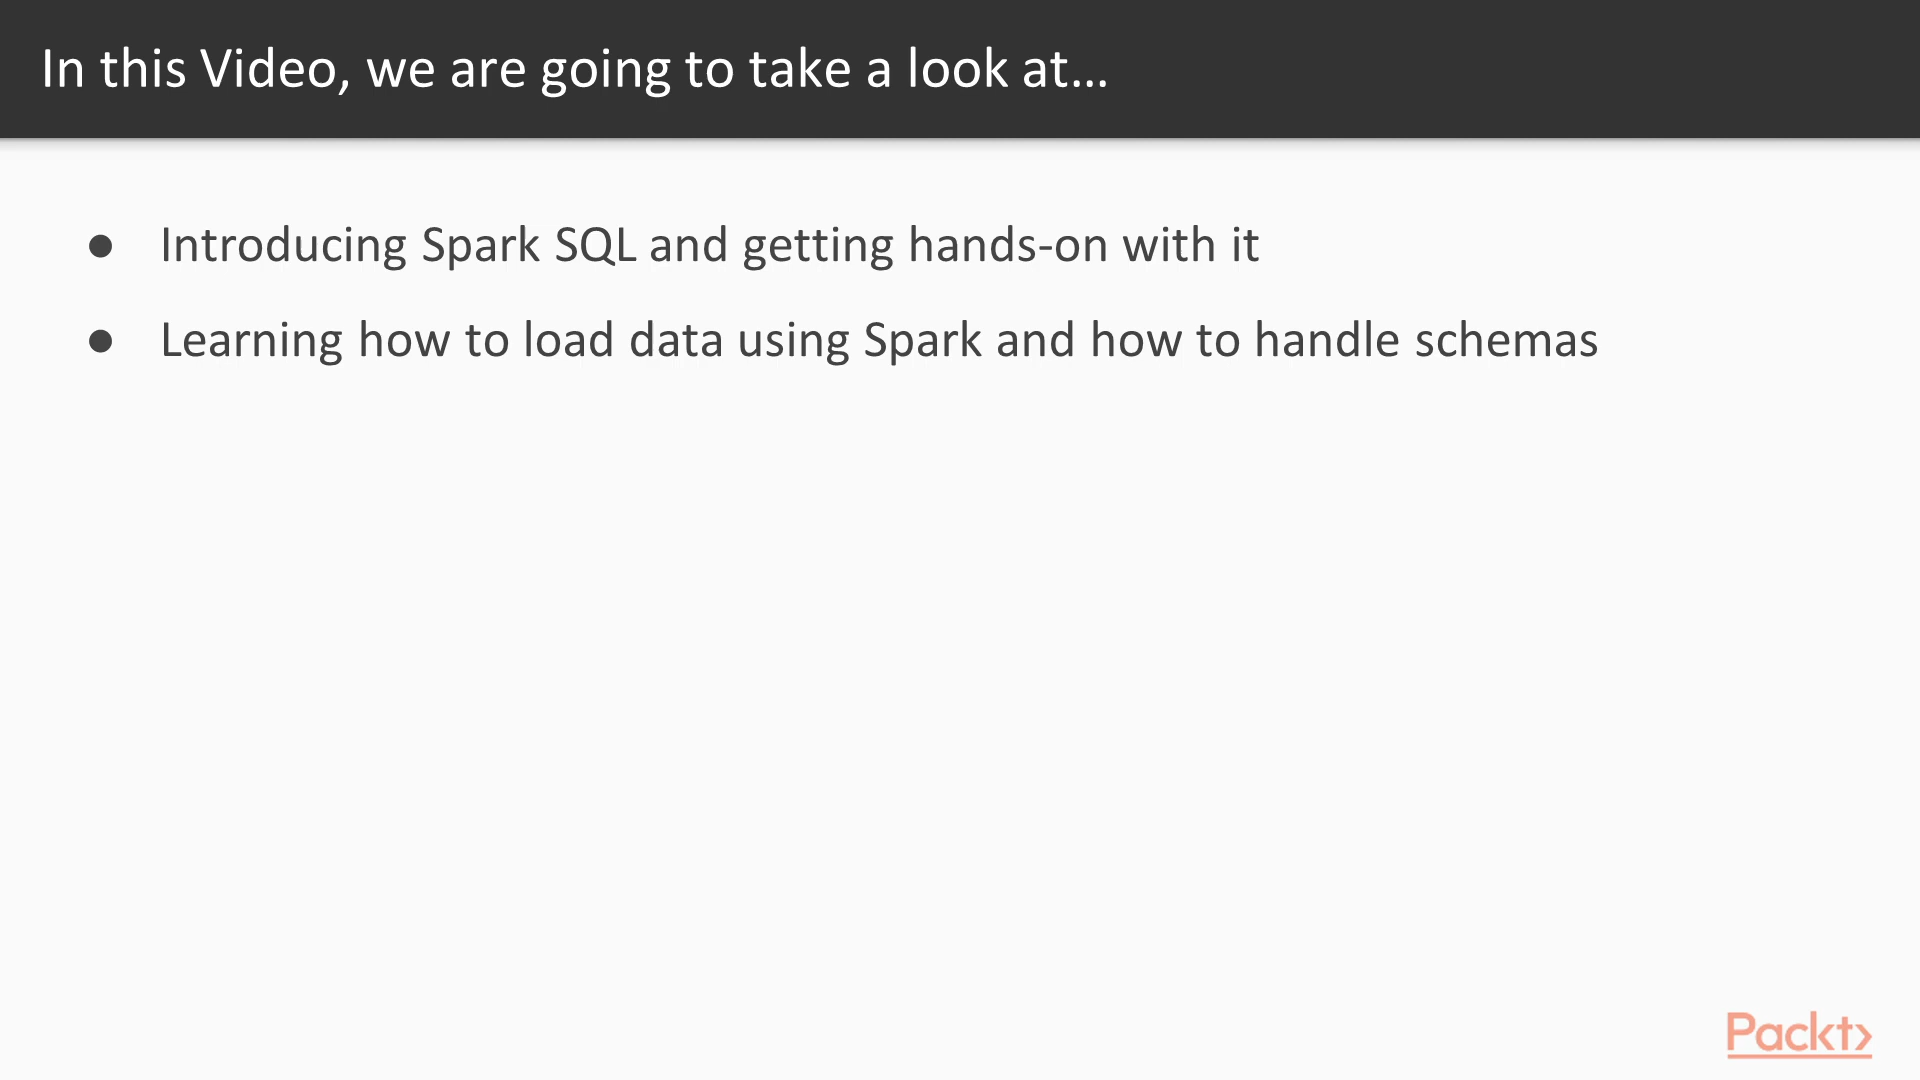 In this Video, we are going to take a look at...
● Introducing Spark SQL and getting hands-on with it
● Learning how to load data using Spark and how to handle schemas
Packt>